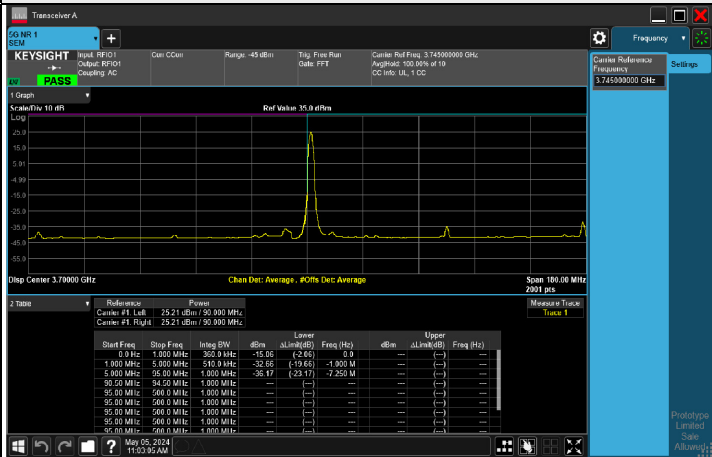 Transceiver A
5G NR 1
SEM
+
Frequency
KEYSIGHT
PASS
Input: RFIO1
Output: RFIO1
Coupling: AC
Corr CCorr
Range: -45 dBm
Trig: Free Run
Gate: FFT
Carrier Ref Freq: 3.745000000 GHz
Avg|Hold: 100.00% of 10
CC Info: UL, 1 CC
Carrier Reference
Frequency
3.745000000 GHz
Settings
1 Graph
Scale/Div 10 dB
Ref Value 35.0 dBm
Log
25.0
15.0
5.01
-4.99
-15.0
-25.0
-35.0
-45.0
-55.0
Disp Center 3.70000 GHz
Chan Det: Average , #Offs Det: Average
Span 180.00 MHz
2001 pts
2 Table
Reference Power
Carrier #1. Left 25.21 dBm / 90.000 MHz
Carrier #1. Right 25.21 dBm / 90.000 MHz
Measure Trace
Trace 1
Lower Upper
Start Freq Stop Freq Integ BW dBm ΔLimit(dB) Freq (Hz) dBm ΔLimit(dB) Freq (Hz)
0.0 Hz 1.000 MHz 360.0 kHz -15.06 (-2.06) 0.0 --- (---) ---
1.000 MHz 5.000 MHz 510.0 kHz -32.66 (-19.66) -1.000 M --- (---) ---
5.000 MHz 95.00 MHz 1.000 MHz -36.17 (-23.17) -7.250 M --- (---) ---
90.50 MHz 94.50 MHz 1.000 MHz --- (---) --- --- (---) ---
95.00 MHz 500.0 MHz 1.000 MHz --- (---) --- --- (---) ---
95.00 MHz 500.0 MHz 1.000 MHz --- (---) --- --- (---) ---
95.00 MHz 500.0 MHz 1.000 MHz --- (---) --- --- (---) ---
95.00 MHz 500.0 MHz 1.000 MHz --- (---) --- --- (---) ---
95.00 MHz 500.0 MHz 1.000 MHz --- (---) --- --- (---) ---
Prototype
Limited
Sale
Allowed
?
May 05, 2024
11:03:05 AM